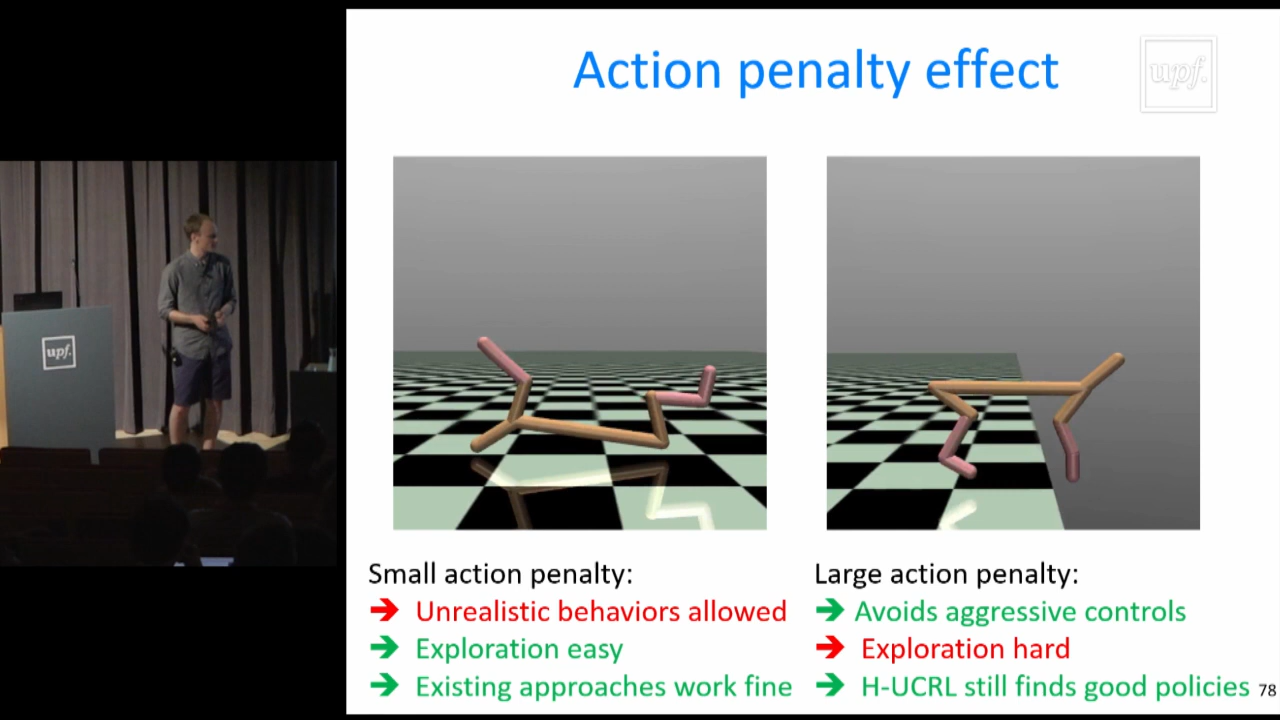 Action penalty effect
upf.
upf.
Small action penalty:
➔ Unrealistic behaviors allowed
➔ Exploration easy
➔ Existing approaches work fine
Large action penalty:
➔ Avoids aggressive controls
➔ Exploration hard
➔ H-UCRL still finds good policies
78